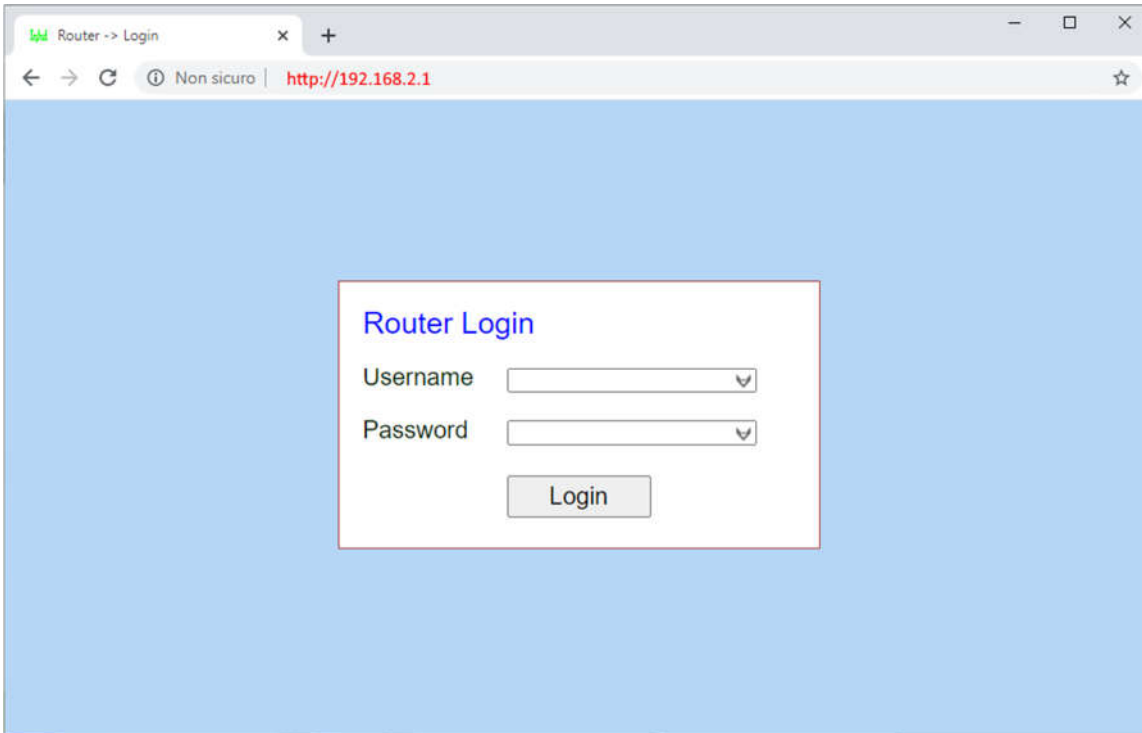 Router -> Login
Non sicuro http://192.168.2.1
Router Login
Username
Password
Login